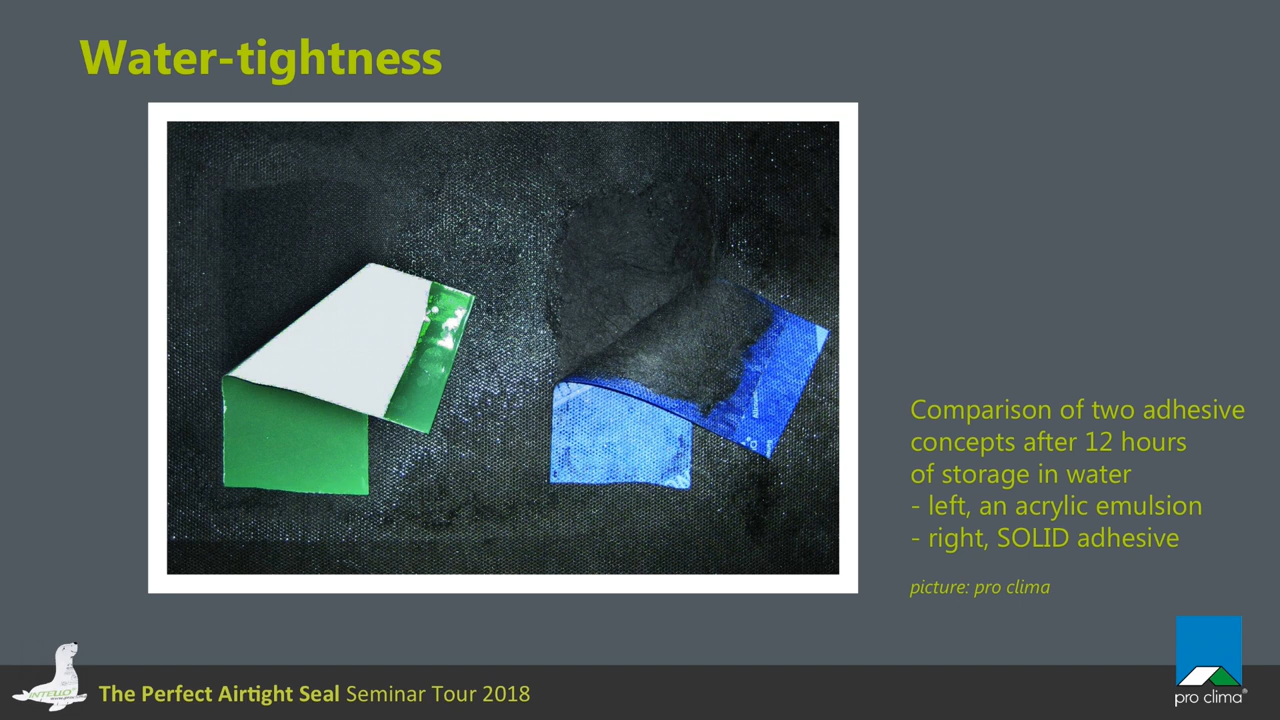 Water-tightness
Comparison of two adhesive
concepts after 12 hours
of storage in water
- left, an acrylic emulsion
- right, SOLID adhesive
picture: pro clima
INTELLO
The Perfect Airtight Seal Seminar Tour 2018
pro clima®